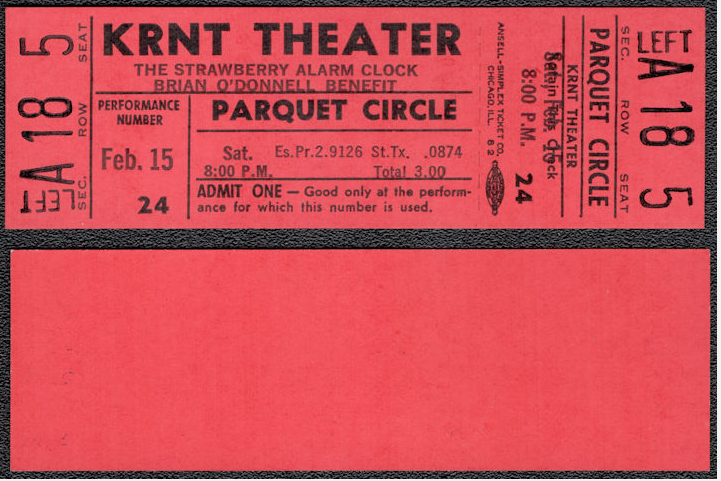 LEFT A 18 5
SEC. ROW SEAT
KRNT THEATER
THE STRAWBERRY ALARM CLOCK
BRIAN O'DONNELL BENEFIT
PERFORMANCE
NUMBER
Feb. 15
24
PARQUET CIRCLE
Sat. Es.Pr.2.9126 St.Tx. .0874
8:00 P.M. Total 3.00
ADMIT ONE — Good only at the perform-
ance for which this number is used.
ANSELL-SIMPLEX TICKET CO.
CHICAGO, ILL. 82
8:00 P.M. 24
KRNT THEATER
PARQUET CIRCLE
SEC. ROW SEAT
LEFT A 18 5